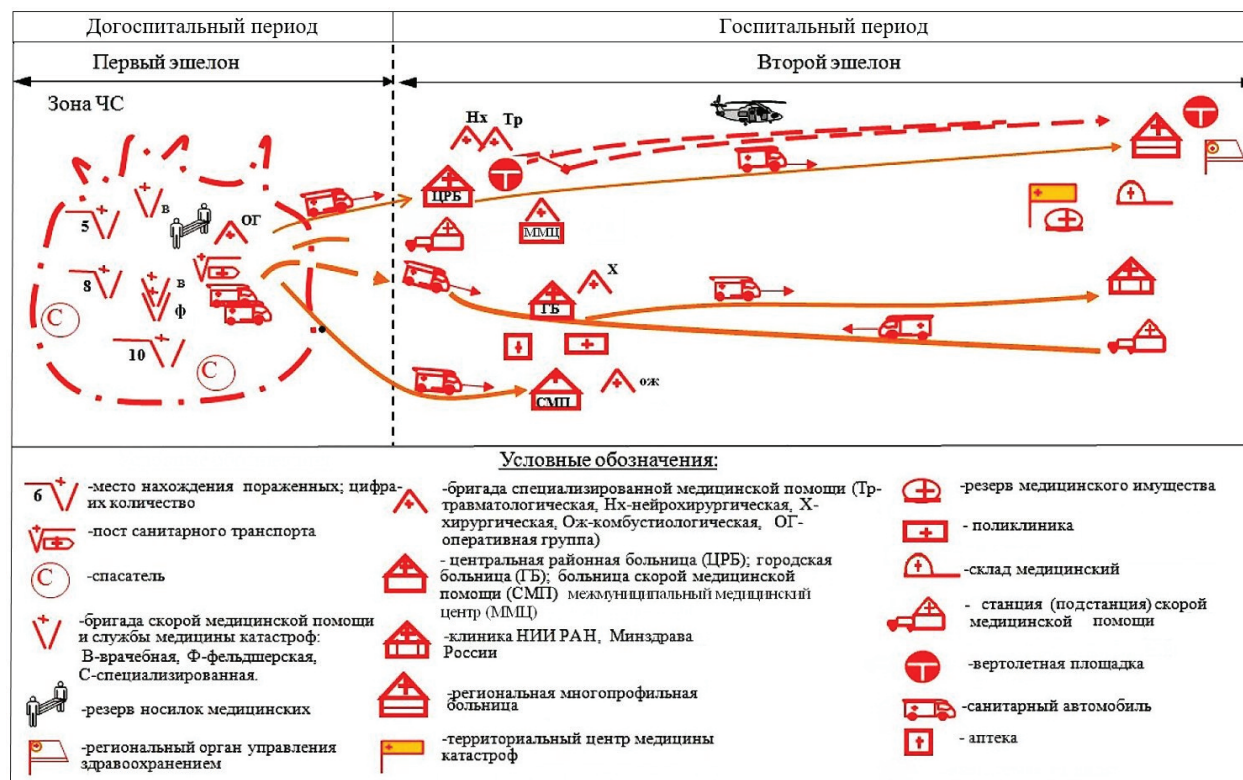 Догоспитальный период
Госпитальный период
Первый эшелон
Второй эшелон
Зона ЧС
Нх
Тр
в
5
ОГ
ЦРБ
ММЦ
8
в
ф
Х
ГБ
С
10
С
СМП
ож
Условные обозначения:
6
-место нахождения пораженных; цифра-
их количество
-пост санитарного транспорта
С
-спасатель
-бригада скорой медицинской помощи
и службы медицины катастроф:
В-врачебная, Ф-фельдшерская,
С-специализированная.
-резерв носилок медицинских
-региональный орган управления
здравоохранением
-бригада специализированной медицинской помощи (Тр-
травматологическая, Нх-нейрохирургическая, Х-
хирургическая, Ож-комбустиологическая, ОГ-
оперативная группа)
- центральная районная больница (ЦРБ); городская
больница (ГБ); больница скорой медицинской
помощи (СМП) межмуниципальный медицинский
центр (ММЦ)
-клиника НИИ РАН, Минздрава
России
-региональная многопрофильная
больница
-территориальный центр медицины
катастроф
-резерв медицинского имущества
- поликлиника
-склад медицинский
- станция (подстанция) скорой
медицинской помощи
-вертолетная площадка
-санитарный автомобиль
- аптека